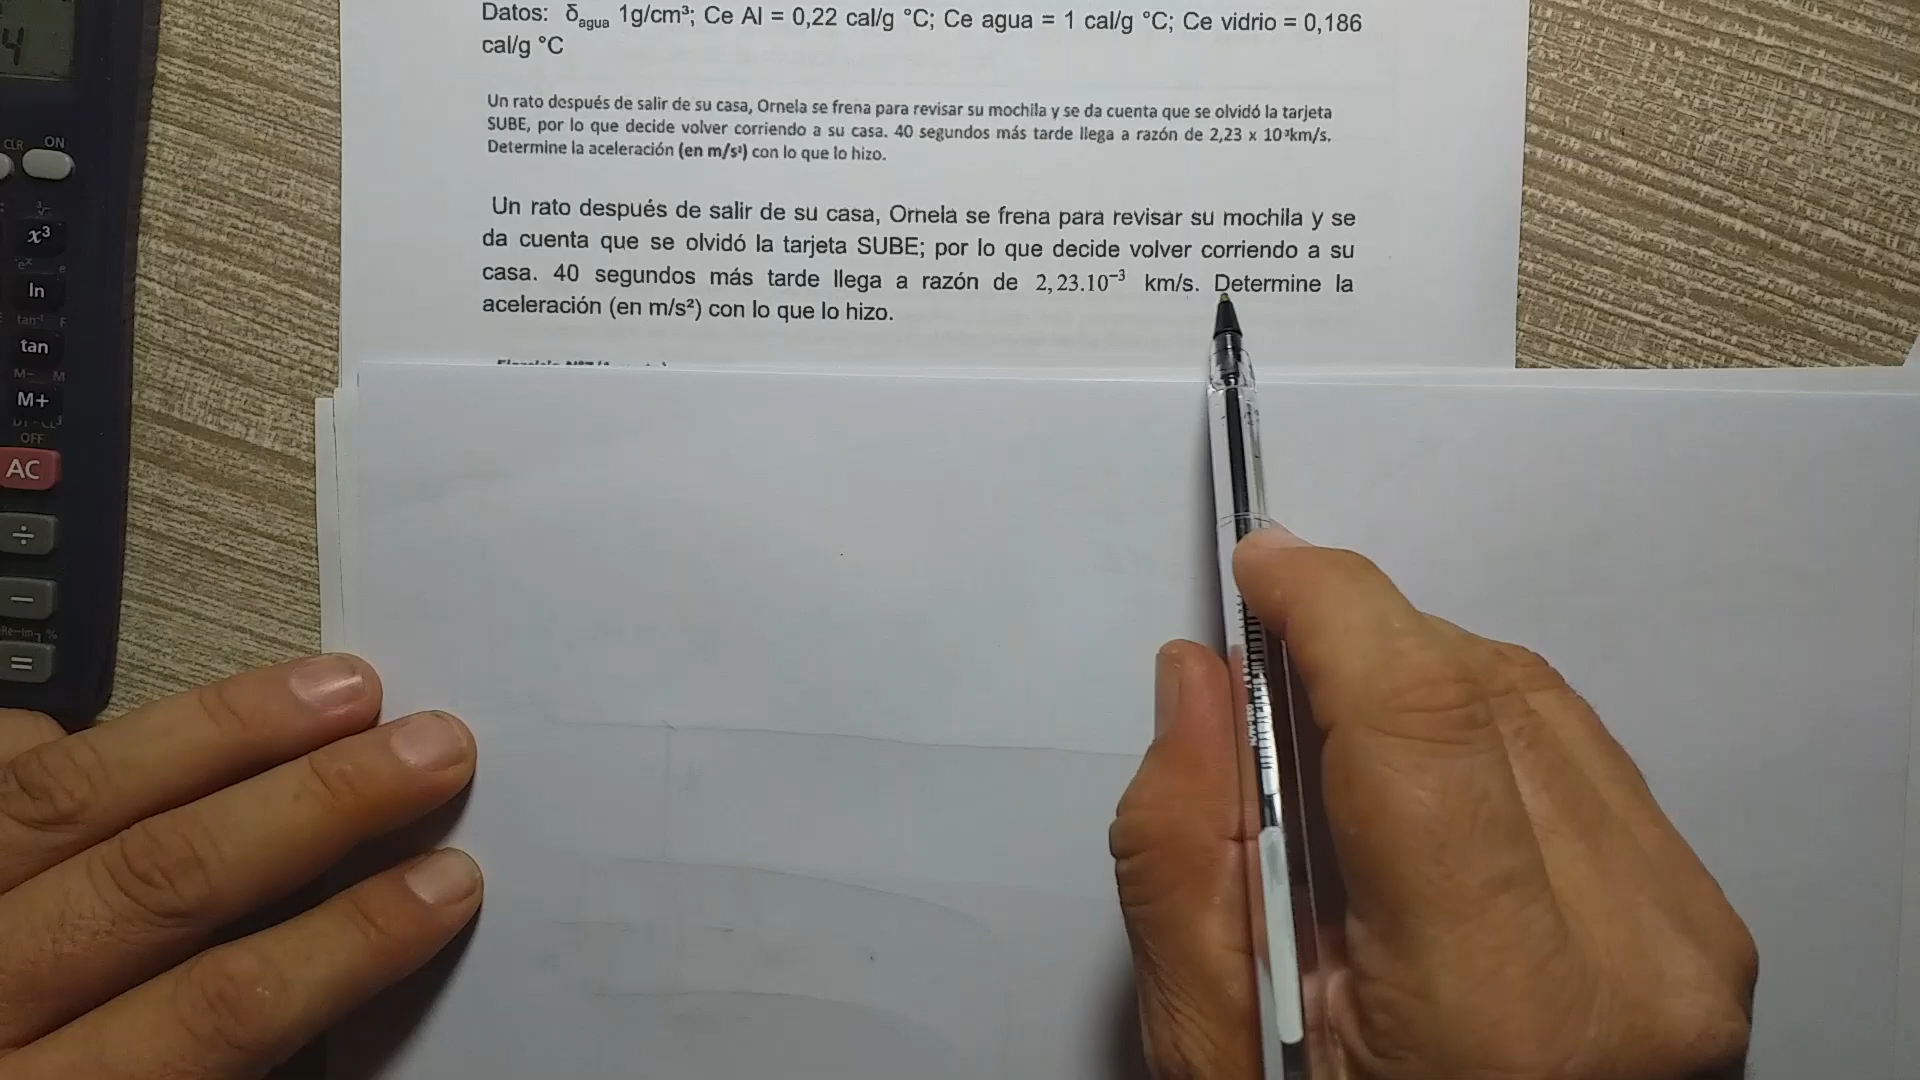 4
Datos: δagua 1g/cm³; Ce Al = 0,22 cal/g °C; Ce agua = 1 cal/g °C; Ce vidrio = 0,186
cal/g °C
Un rato después de salir de su casa, Ornela se frena para revisar su mochila y se da cuenta que se olvidó la tarjeta
SUBE, por lo que decide volver corriendo a su casa. 40 segundos más tarde llega a razón de 2,23 x 10 km/s.
Determine la aceleración (en m/s²) con lo que lo hizo.
Un rato después de salir de su casa, Ornela se frena para revisar su mochila y se
da cuenta que se olvidó la tarjeta SUBE; por lo que decide volver corriendo a su
casa. 40 segundos más tarde llega a razón de 2,23.10⁻³ km/s. Determine la
aceleración (en m/s²) con lo que lo hizo.
CLR ON
x³
ln
tan⁻¹ F
tan
M− M
M+
OFF
AC
÷
−
%
=